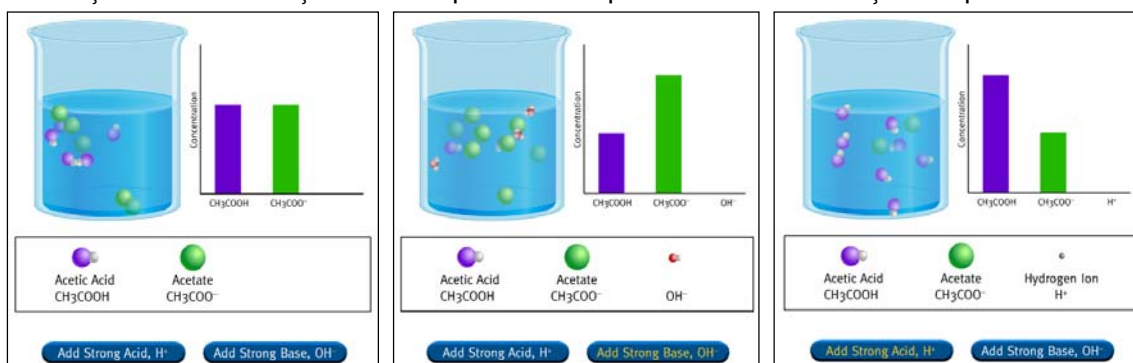 Concentration
CH3COOH CH3COO⁻
Acetic Acid
CH3COOH
Acetate
CH3COO⁻
Add Strong Acid, H⁺
Add Strong Base, OH⁻
Concentration
CH3COOH CH3COO⁻ OH⁻
Acetic Acid
CH3COOH
Acetate
CH3COO⁻
OH⁻
Add Strong Acid, H⁺
Add Strong Base, OH⁻
Concentration
CH3COOH CH3COO⁻ H⁺
Acetic Acid
CH3COOH
Acetate
CH3COO⁻
Hydrogen Ion
H⁺
Add Strong Acid, H⁺
Add Strong Base, OH⁻